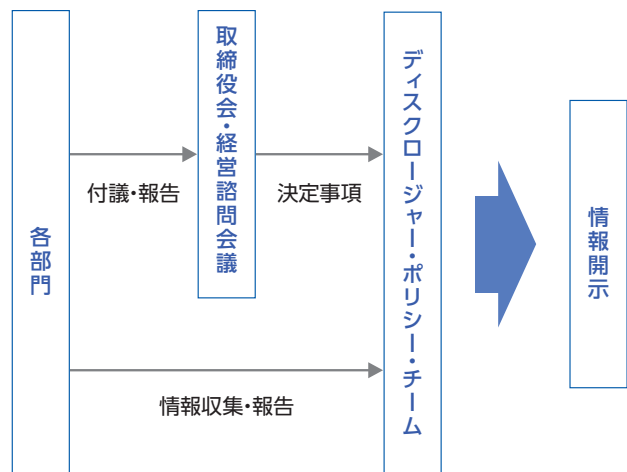 各部門
付議・報告
取締役会・経営諮問会議
決定事項
情報収集・報告
ディスクロージャー・ポリシー・チーム
情報開示